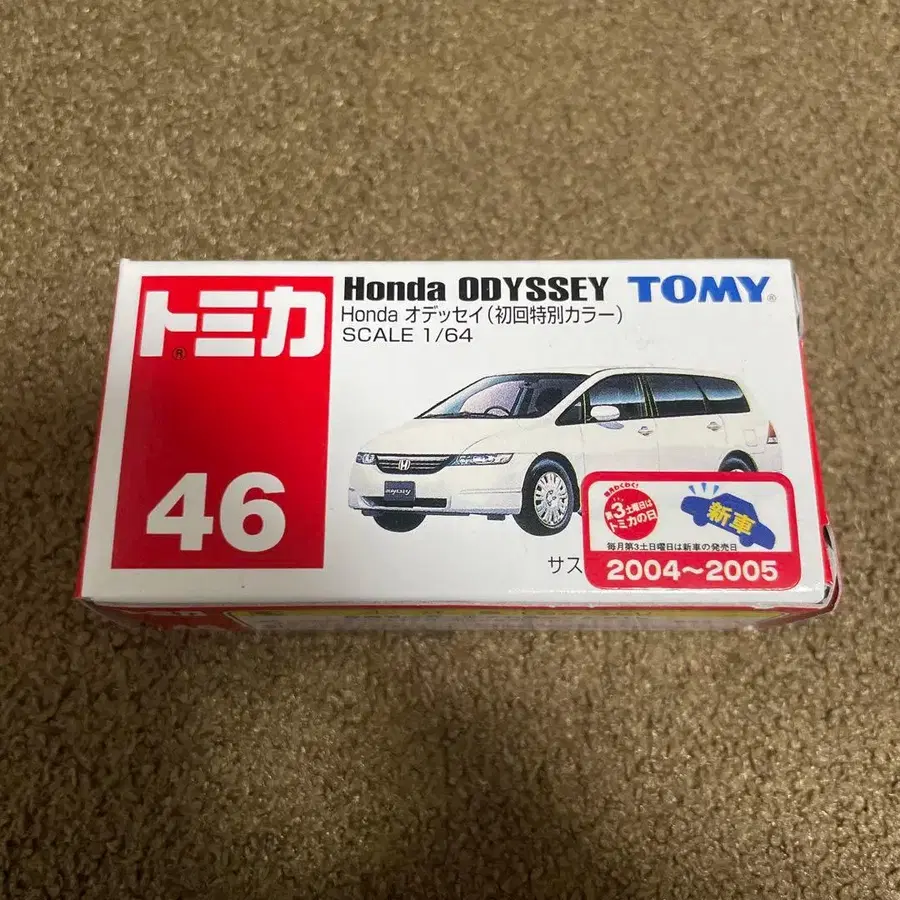 トミカ
®
46
Honda ODYSSEY
TOMY®
Honda オデッセイ(初回特別カラー)
SCALE 1/64
サス
第3土曜日は
トミカの日
新車
毎月第3土日曜日は新車の発売日
2004〜2005